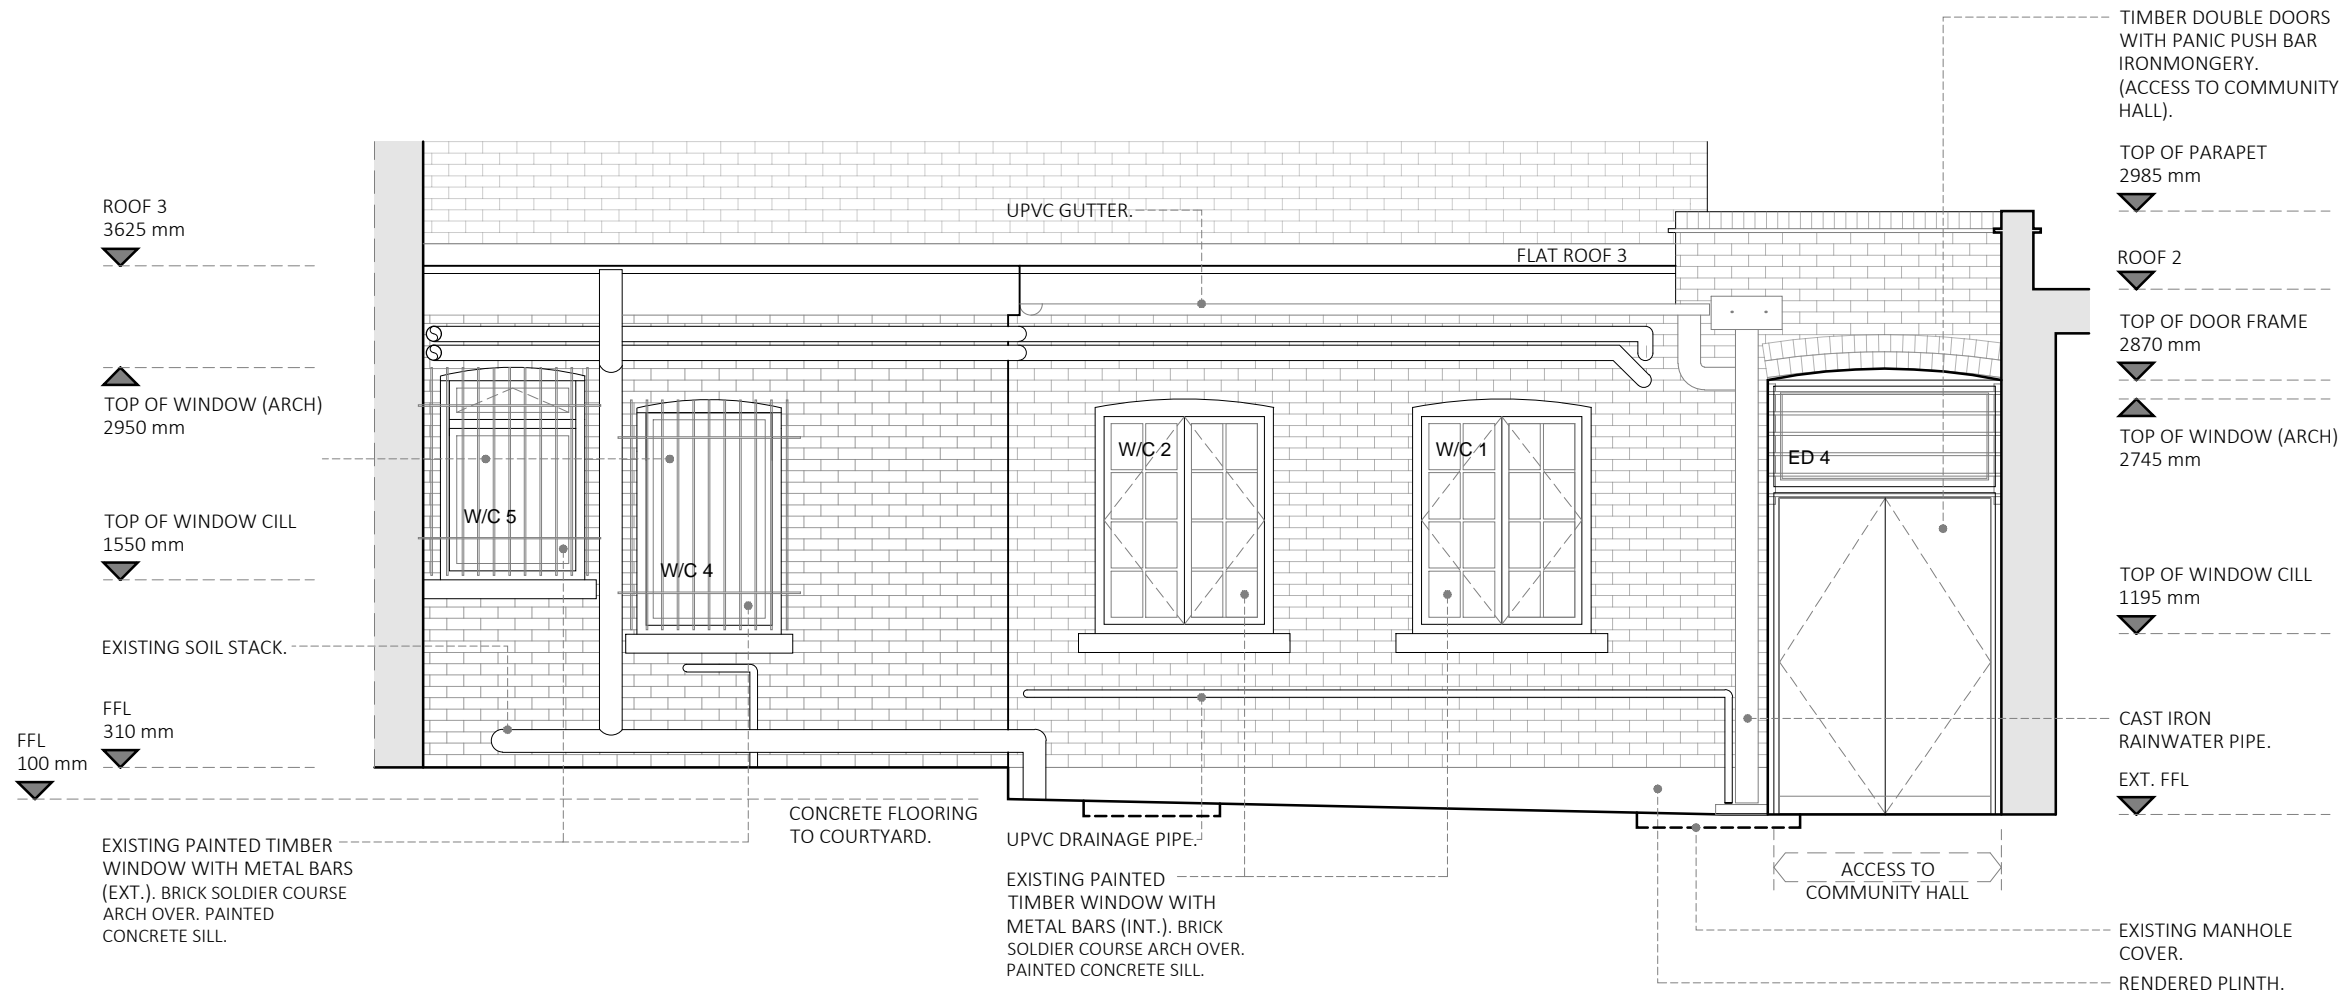 TIMBER DOUBLE DOORS
WITH PANIC PUSH BAR
IRONMONGERY.
(ACCESS TO COMMUNITY
HALL).
TOP OF PARAPET
2985 mm
ROOF 3
3625 mm
UPVC GUTTER.
FLAT ROOF 3
ROOF 2
TOP OF DOOR FRAME
2870 mm
TOP OF WINDOW (ARCH)
2950 mm
TOP OF WINDOW (ARCH)
2745 mm
W/C 2
W/C 1
ED 4
W/C 5
W/C 4
TOP OF WINDOW CILL
1550 mm
TOP OF WINDOW CILL
1195 mm
EXISTING SOIL STACK.
FFL
310 mm
FFL
100 mm
CAST IRON
RAINWATER PIPE.
EXT. FFL
EXISTING PAINTED TIMBER
WINDOW WITH METAL BARS
(EXT.). BRICK SOLDIER COURSE
ARCH OVER. PAINTED
CONCRETE SILL.
CONCRETE FLOORING
TO COURTYARD.
UPVC DRAINAGE PIPE.
EXISTING PAINTED
TIMBER WINDOW WITH
METAL BARS (INT.). BRICK
SOLDIER COURSE ARCH OVER.
PAINTED CONCRETE SILL.
ACCESS TO
COMMUNITY HALL
EXISTING MANHOLE
COVER.
RENDERED PLINTH.